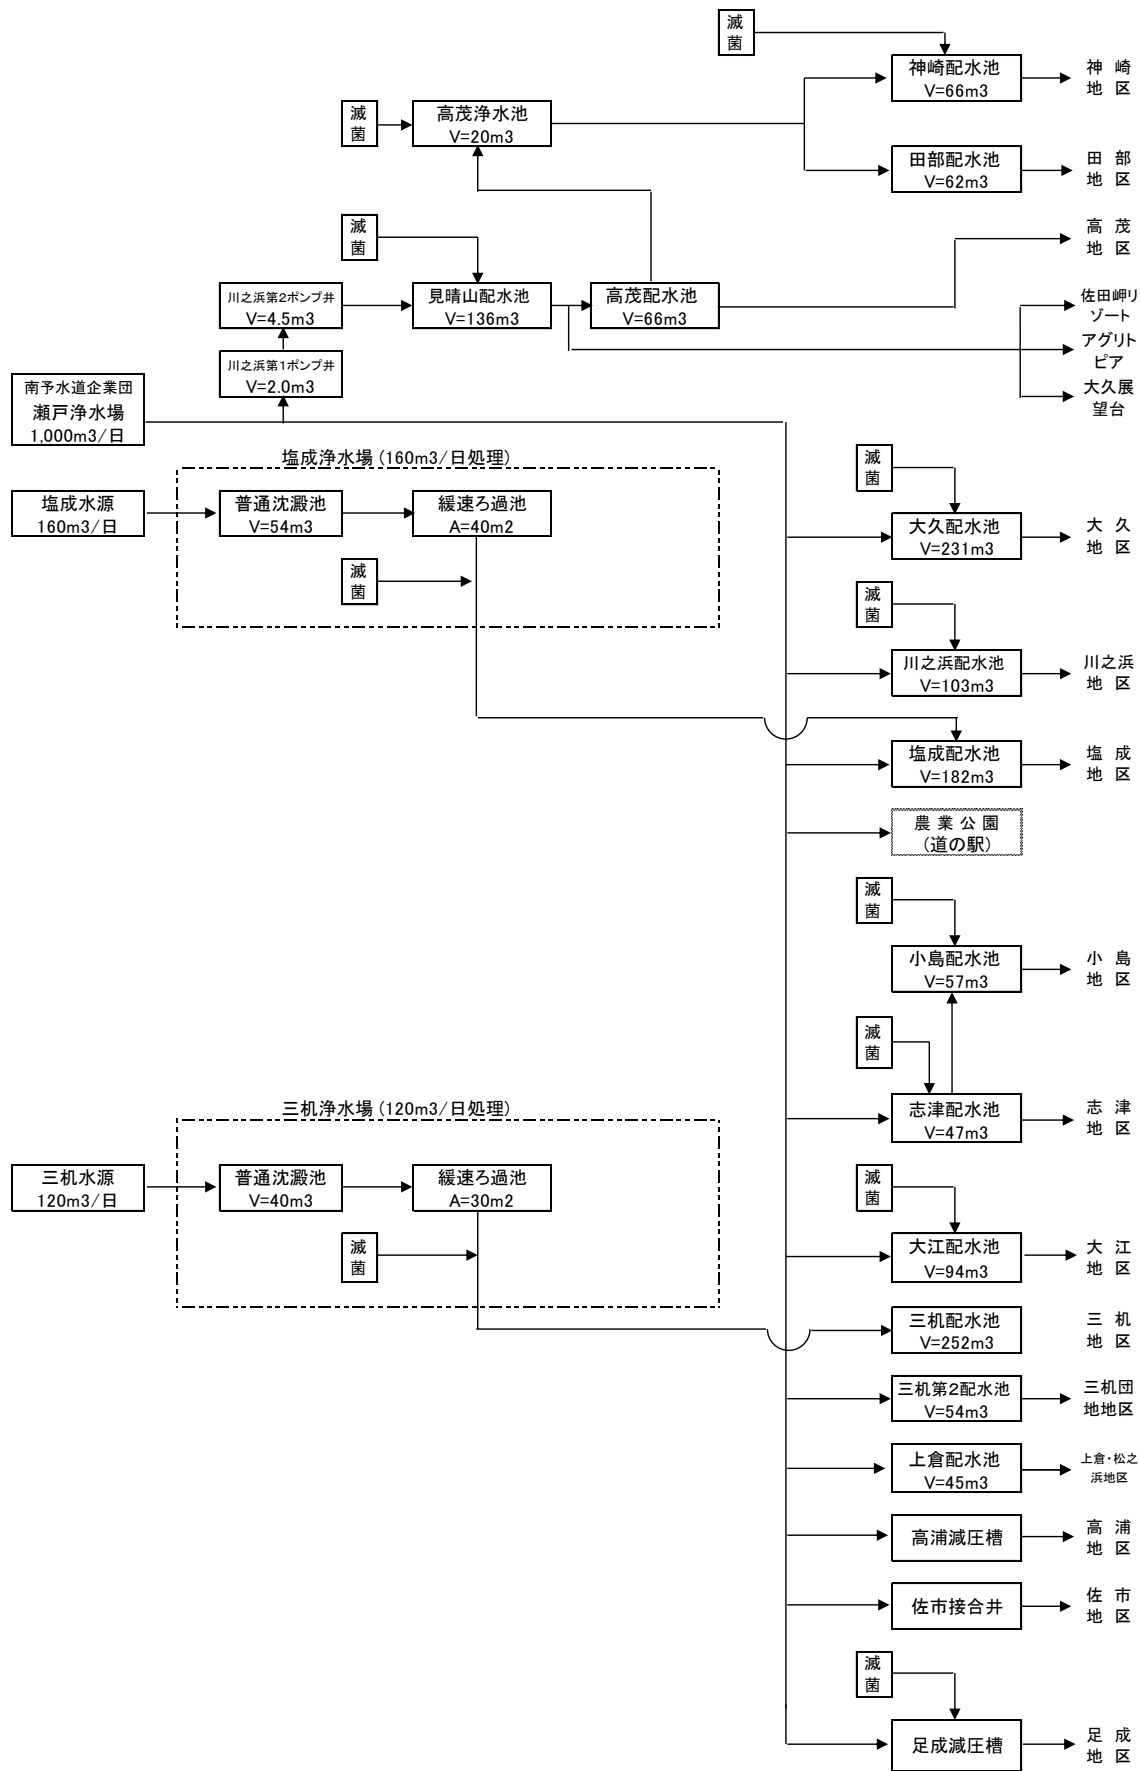 滅
菌
神崎配水池
V=66m3
神 崎
地 区
滅
菌
高茂浄水池
V=20m3
田部配水池
V=62m3
田 部
地 区
滅
菌
高 茂
地 区
川之浜第2ポンプ井
V=4.5m3
見晴山配水池
V=136m3
高茂配水池
V=66m3
佐田岬リ
ゾート
アグリト
ピア
大久展
望台
川之浜第1ポンプ井
V=2.0m3
南予水道企業団
瀬戸浄水場
1,000m3/日
塩成浄水場(160m3/日処理)
塩成水源
160m3/日
普通沈澱池
V=54m3
緩速ろ過池
A=40m2
滅
菌
滅
菌
大久配水池
V=231m3
大 久
地 区
滅
菌
川之浜配水池
V=103m3
川之浜
地 区
塩成配水池
V=182m3
塩 成
地 区
農 業 公 園
(道の駅)
滅
菌
小島配水池
V=57m3
小 島
地 区
滅
菌
志津配水池
V=47m3
志 津
地 区
三机浄水場(120m3/日処理)
三机水源
120m3/日
普通沈澱池
V=40m3
緩速ろ過池
A=30m2
滅
菌
滅
菌
大江配水池
V=94m3
大 江
地 区
三机配水池
V=252m3
三 机
地 区
三机第2配水池
V=54m3
三机団
地地区
上倉配水池
V=45m3
上倉・松之
浜地区
高浦減圧槽
高 浦
地 区
佐市接合井
佐 市
地 区
滅
菌
足成減圧槽
足 成
地 区